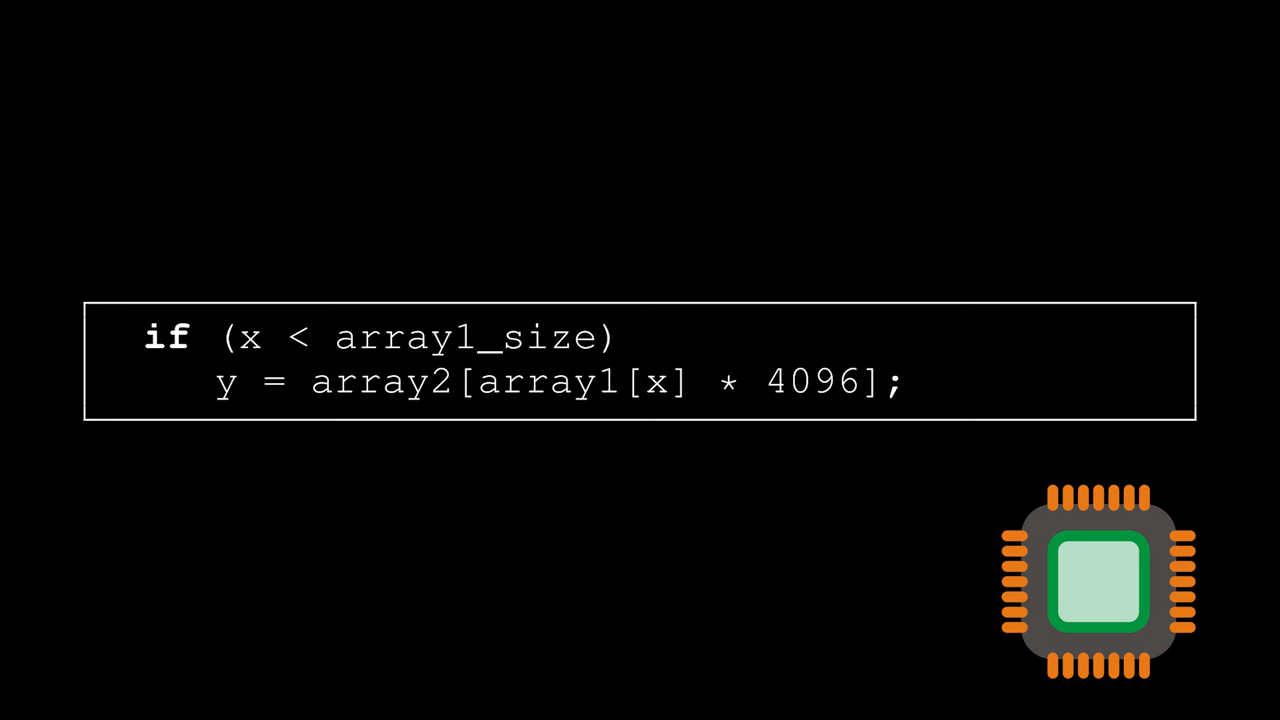 if (x < array1_size)
y = array2[array1[x] * 4096];